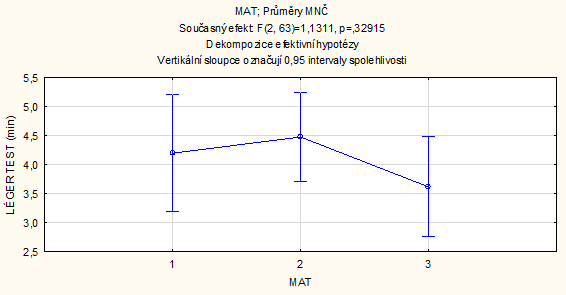 MAT; Průměry MNČ
Současný efekt: F(2, 63)=1,1311, p=,32915
Dekompozice efektivní hypotézy
Vertikální sloupce označují 0,95 intervaly spolehlivosti
5,5
5,0
4,5
4,0
3,5
3,0
2,5
LÉGER TEST (min)
1 2 3
MAT